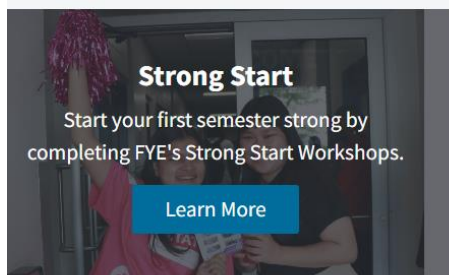 Strong Start
Start your first semester strong by
completing FYE's Strong Start Workshops.
Learn More